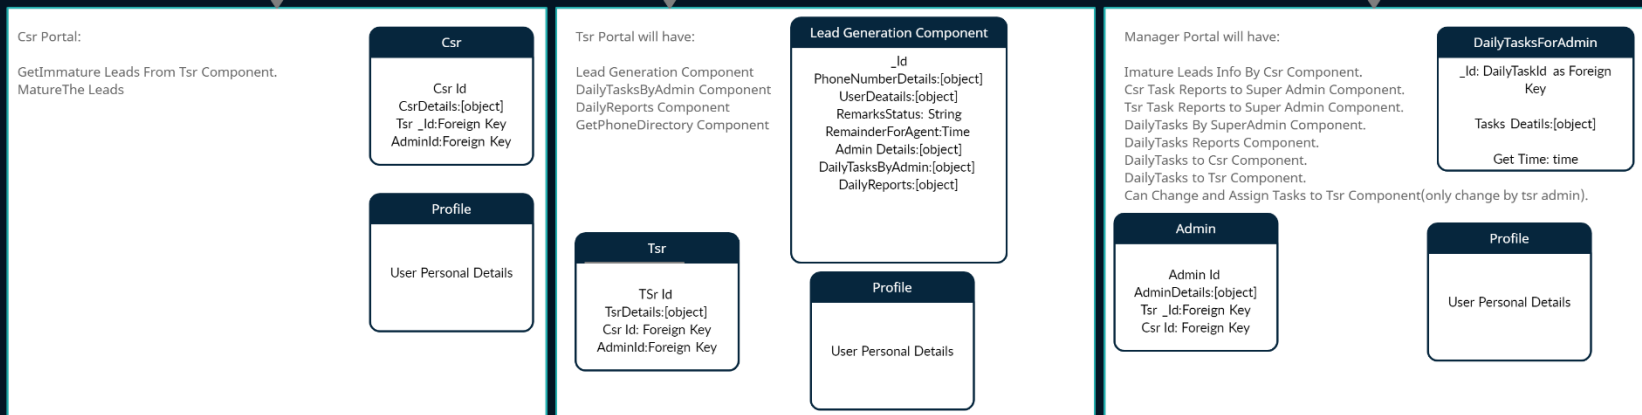 Csr Portal:
GetImmature Leads From Tsr Component.
MatureThe Leads
Csr
Csr Id
CsrDetails:[object]
Tsr _Id:Foreign Key
AdminId:Foreign Key
Profile
User Personal Details
Tsr Portal will have:
Lead Generation Component
DailyTasksByAdmin Component
DailyReports Component
GetPhoneDirectory Component
Lead Generation Component
_Id
PhoneNumberDetails:[object]
UserDeatails:[object]
RemarksStatus: String
RemainderForAgent:Time
Admin Details:[object]
DailyTasksByAdmin:[object]
DailyReports:[object]
Tsr
TSr Id
TsrDetails:[object]
Csr Id: Foreign Key
AdminId:Foreign Key
Profile
User Personal Details
Manager Portal will have:
Imature Leads Info By Csr Component.
Csr Task Reports to Super Admin Component.
Tsr Task Reports to Super Admin Component.
DailyTasks By SuperAdmin Component.
DailyTasks Reports Component.
DailyTasks to Csr Component.
DailyTasks to Tsr Component.
Can Change and Assign Tasks to Tsr Component(only change by tsr admin).
DailyTasksForAdmin
_Id: DailyTaskId as Foreign
Key
Tasks Deatils:[object]
Get Time: time
Admin
Admin Id
AdminDetails:[object]
Tsr _Id:Foreign Key
Csr Id: Foreign Key
Profile
User Personal Details